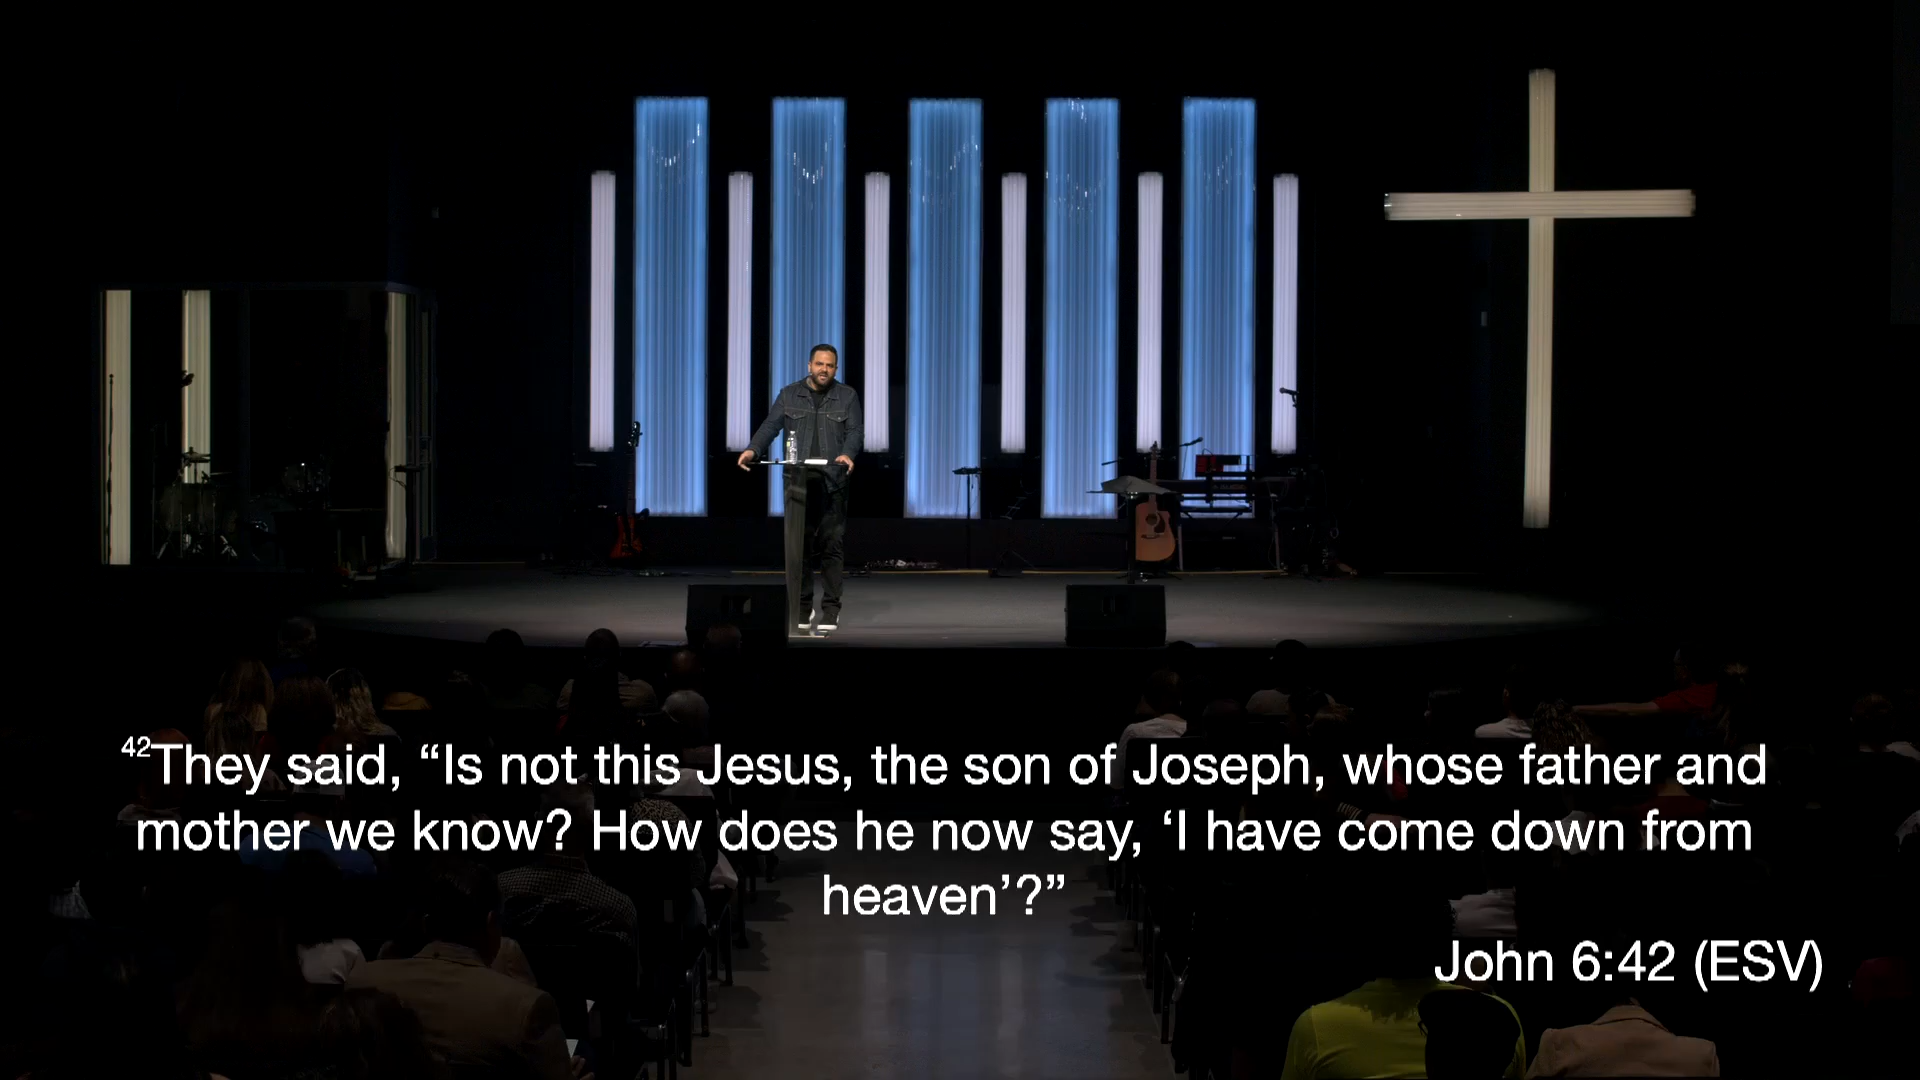 ⁴²They said, “Is not this Jesus, the son of Joseph, whose father and
mother we know? How does he now say, ‘I have come down from
heaven’?”
John 6:42 (ESV)